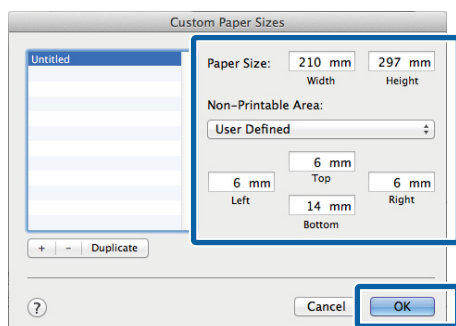 Custom Paper Sizes
Untitled
Paper Size: 210 mm 297 mm
Width Height
Non-Printable Area:
User Defined
6 mm
Top
6 mm 6 mm
Left Right
14 mm
Bottom
+ - Duplicate
? Cancel OK